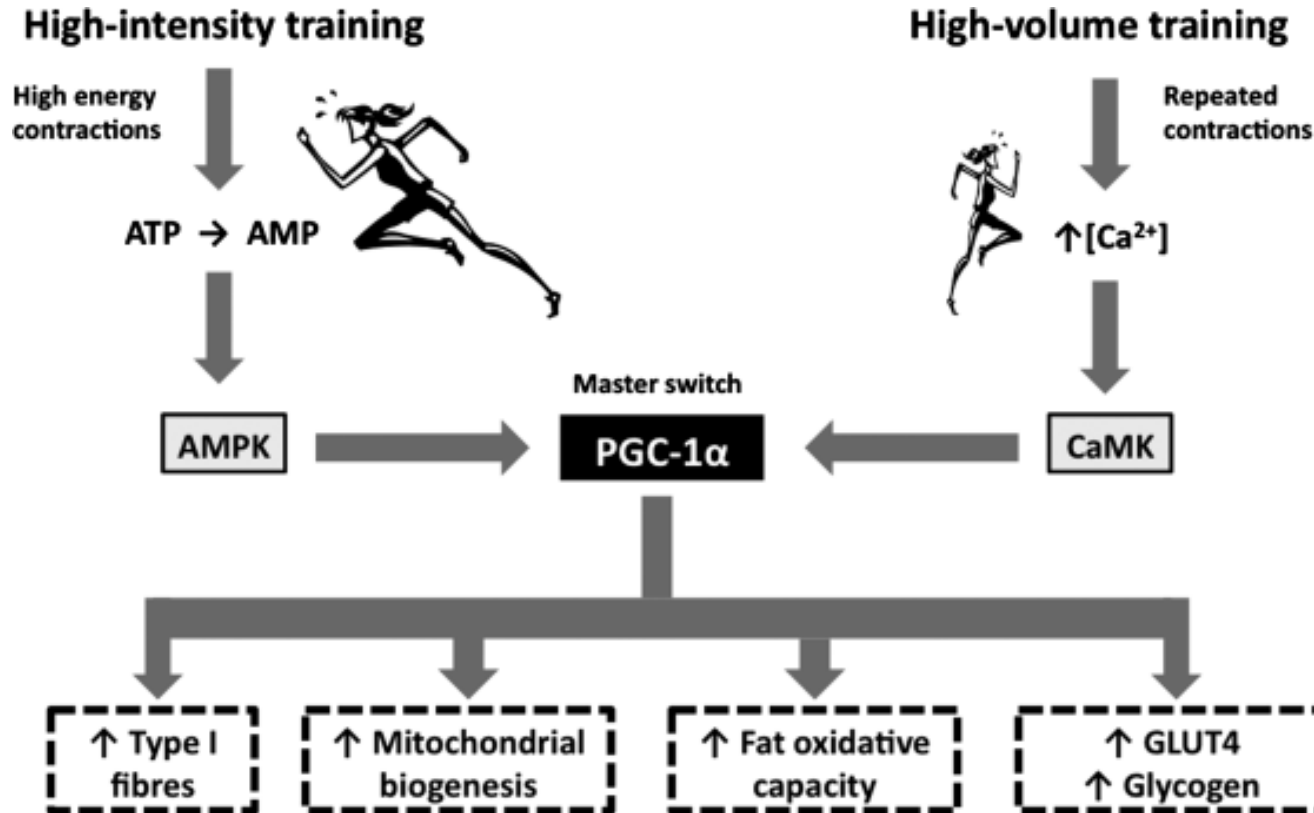 High-intensity training
High-volume training
High energy
contractions
Repeated
contractions
ATP → AMP
↑[Ca²⁺]
Master switch
AMPK
PGC-1α
CaMK
↑ Type I
fibres
↑ Mitochondrial
biogenesis
↑ Fat oxidative
capacity
↑ GLUT4
↑ Glycogen